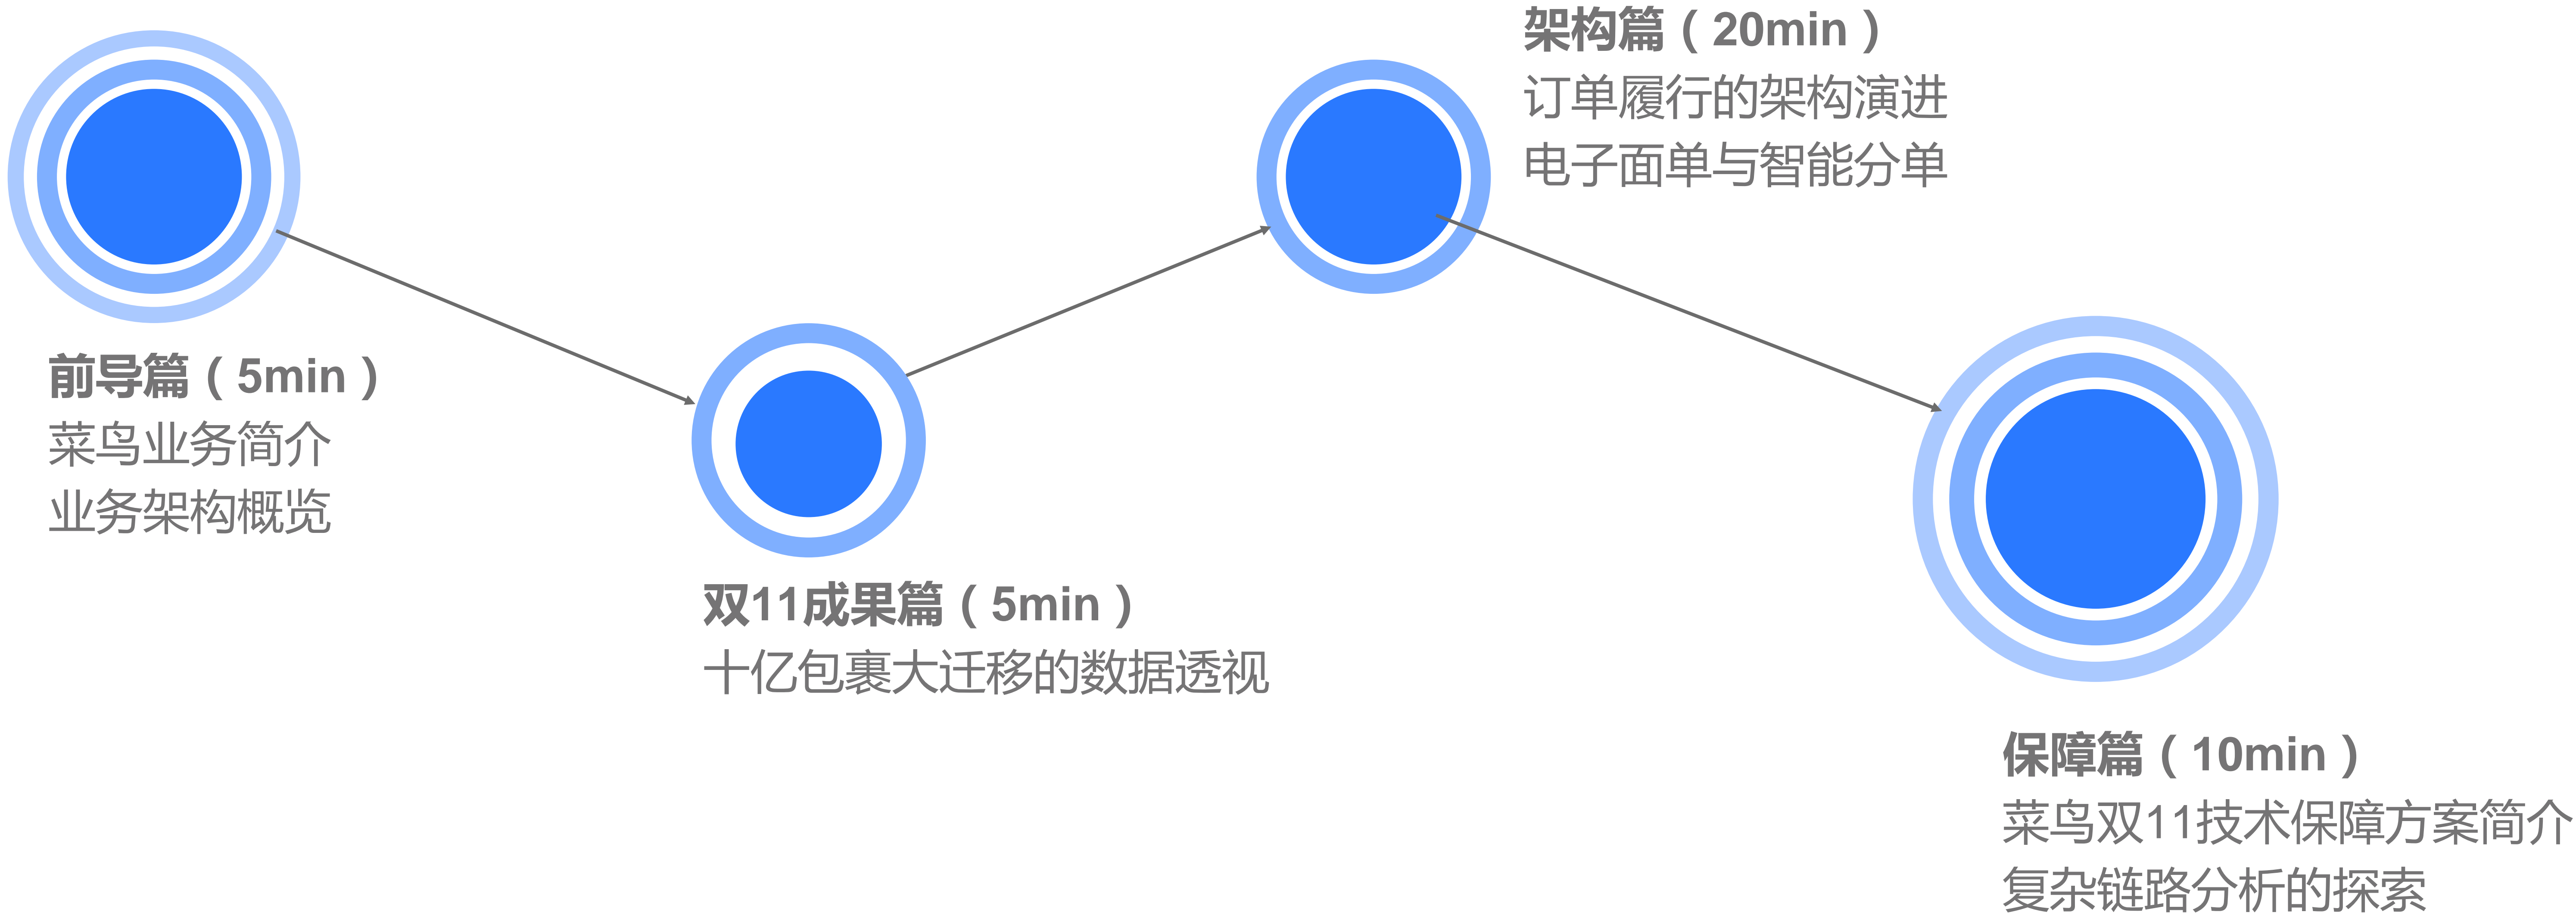 前导篇（5min）
菜鸟业务简介
业务架构概览
双11成果篇（5min）
十亿包裹大迁移的数据透视
架构篇（20min）
订单履行的架构演进
电子面单与智能分单
保障篇（10min）
菜鸟双11技术保障方案简介
复杂链路分析的探索